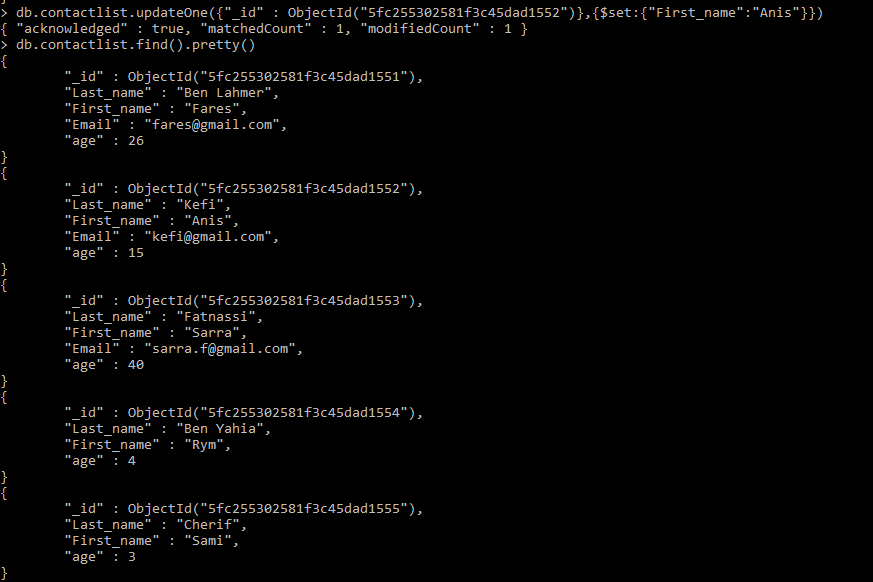 > db.contactlist.updateOne({"_id" : ObjectId("5fc255302581f3c45dad1552")},{$set:{"First_name":"Anis"}})
{ "acknowledged" : true, "matchedCount" : 1, "modifiedCount" : 1 }
> db.contactlist.find().pretty()
{
        "_id" : ObjectId("5fc255302581f3c45dad1551"),
        "Last_name" : "Ben Lahmer",
        "First_name" : "Fares",
        "Email" : "fares@gmail.com",
        "age" : 26
}
{
        "_id" : ObjectId("5fc255302581f3c45dad1552"),
        "Last_name" : "Kefi",
        "First_name" : "Anis",
        "Email" : "kefi@gmail.com",
        "age" : 15
}
{
        "_id" : ObjectId("5fc255302581f3c45dad1553"),
        "Last_name" : "Fatnassi",
        "First_name" : "Sarra",
        "Email" : "sarra.f@gmail.com",
        "age" : 40
}
{
        "_id" : ObjectId("5fc255302581f3c45dad1554"),
        "Last_name" : "Ben Yahia",
        "First_name" : "Rym",
        "age" : 4
}
{
        "_id" : ObjectId("5fc255302581f3c45dad1555"),
        "Last_name" : "Cherif",
        "First_name" : "Sami",
        "age" : 3
}